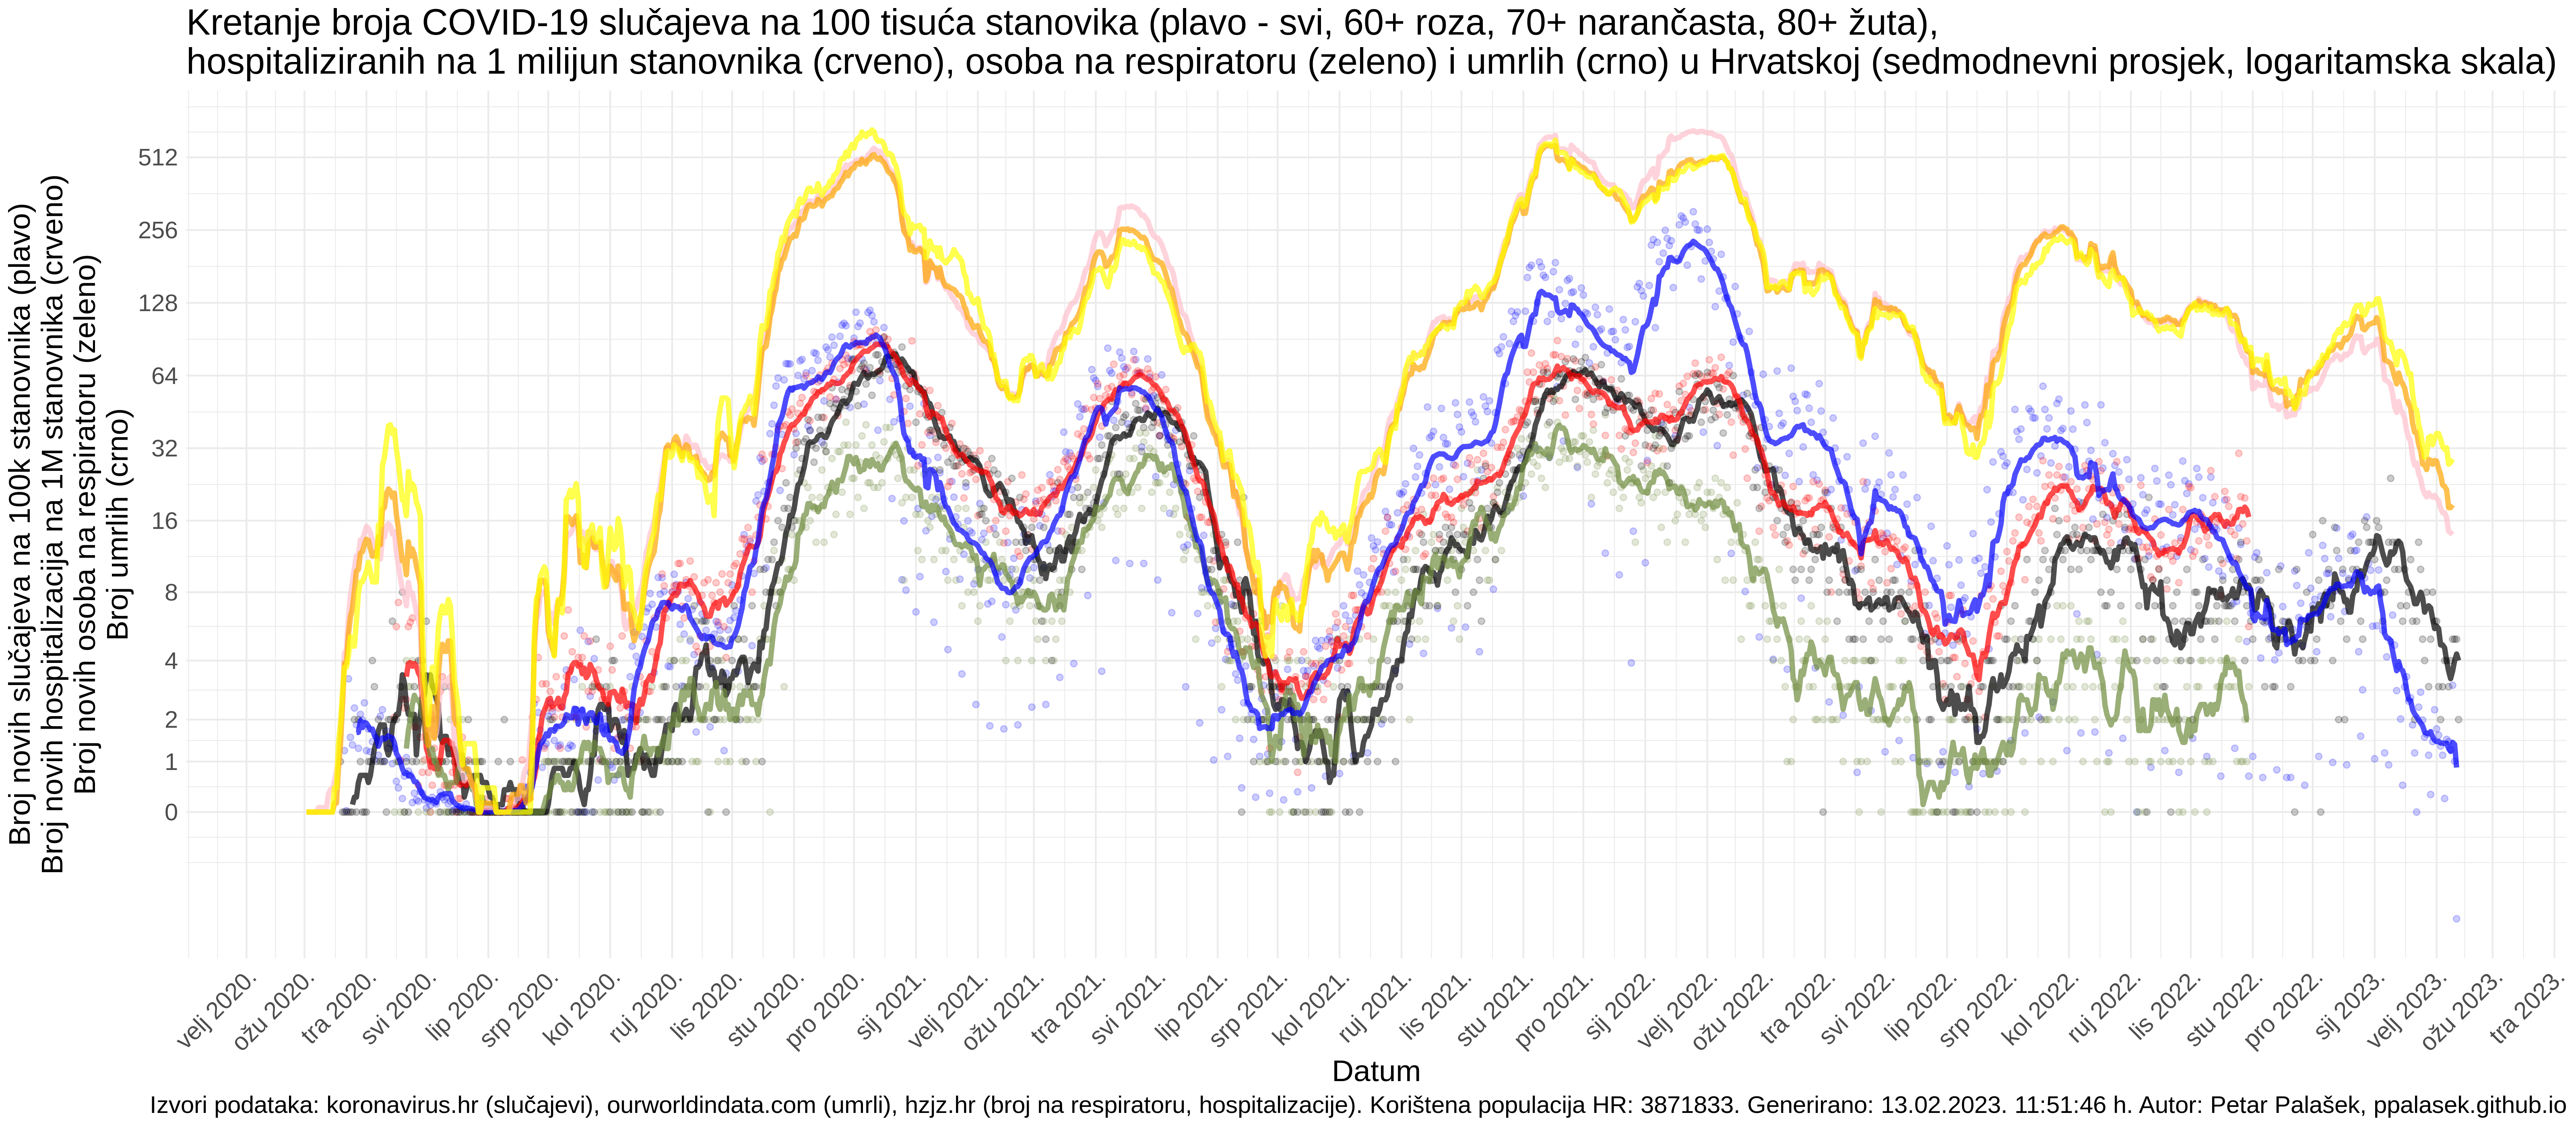 Kretanje broja COVID-19 slučajeva na 100 tisuća stanovika (plavo - svi, 60+ roza, 70+ narančasta, 80+ žuta),
hospitaliziranih na 1 milijun stanovnika (crveno), osoba na respiratoru (zeleno) i umrlih (crno) u Hrvatskoj (sedmodnevni prosjek, logaritamska skala)
Broj novih slučajeva na 100k stanovnika (plavo)
Broj novih hospitalizacija na 1M stanovnika (crveno)
Broj novih osoba na respiratoru (zeleno)
Broj umrlih (crno)
512
256
128
64
32
16
8
4
2
1
0
velj 2020.
ožu 2020.
tra 2020.
svi 2020.
lip 2020.
srp 2020.
kol 2020.
ruj 2020.
lis 2020.
stu 2020.
pro 2020.
sij 2021.
velj 2021.
ožu 2021.
tra 2021.
svi 2021.
lip 2021.
srp 2021.
kol 2021.
ruj 2021.
lis 2021.
stu 2021.
pro 2021.
sij 2022.
velj 2022.
ožu 2022.
tra 2022.
svi 2022.
lip 2022.
srp 2022.
kol 2022.
ruj 2022.
lis 2022.
stu 2022.
pro 2022.
sij 2023.
velj 2023.
ožu 2023.
tra 2023.
Datum
Izvori podataka: koronavirus.hr (slučajevi), ourworldindata.com (umrli), hzjz.hr (broj na respiratoru, hospitalizacije). Korištena populacija HR: 3871833. Generirano: 13.02.2023. 11:51:46 h. Autor: Petar Palašek, ppalasek.github.io